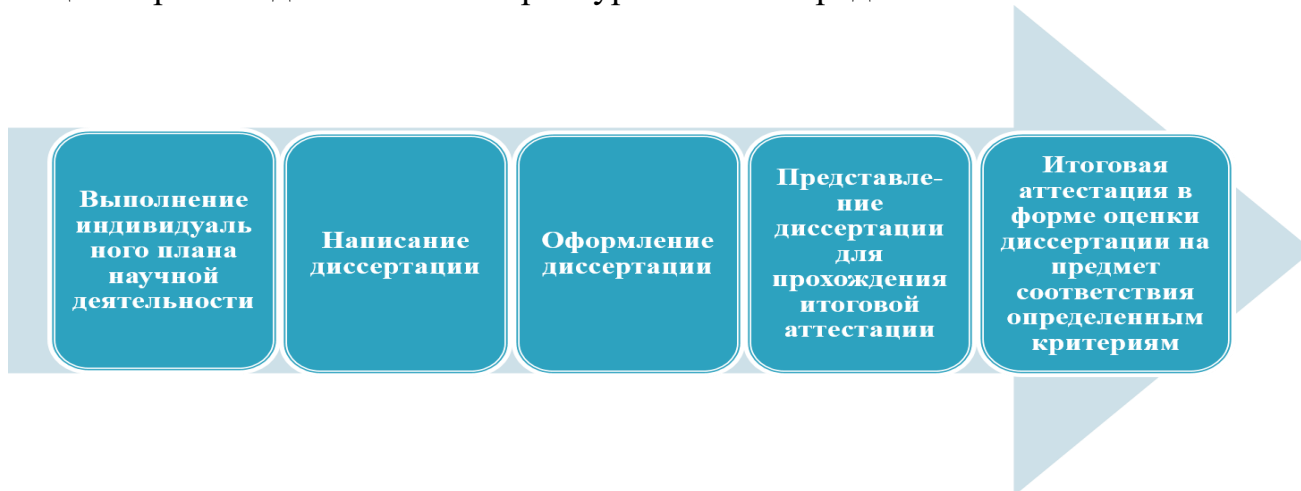 Выполнение
индивидуаль
ного плана
научной
деятельности
Написание
диссертации
Оформление
диссертации
Представле-
ние
диссертации
для
прохождения
итоговой
аттестации
Итоговая
аттестация в
форме оценки
диссертации на
предмет
соответствия
определенным
критериям